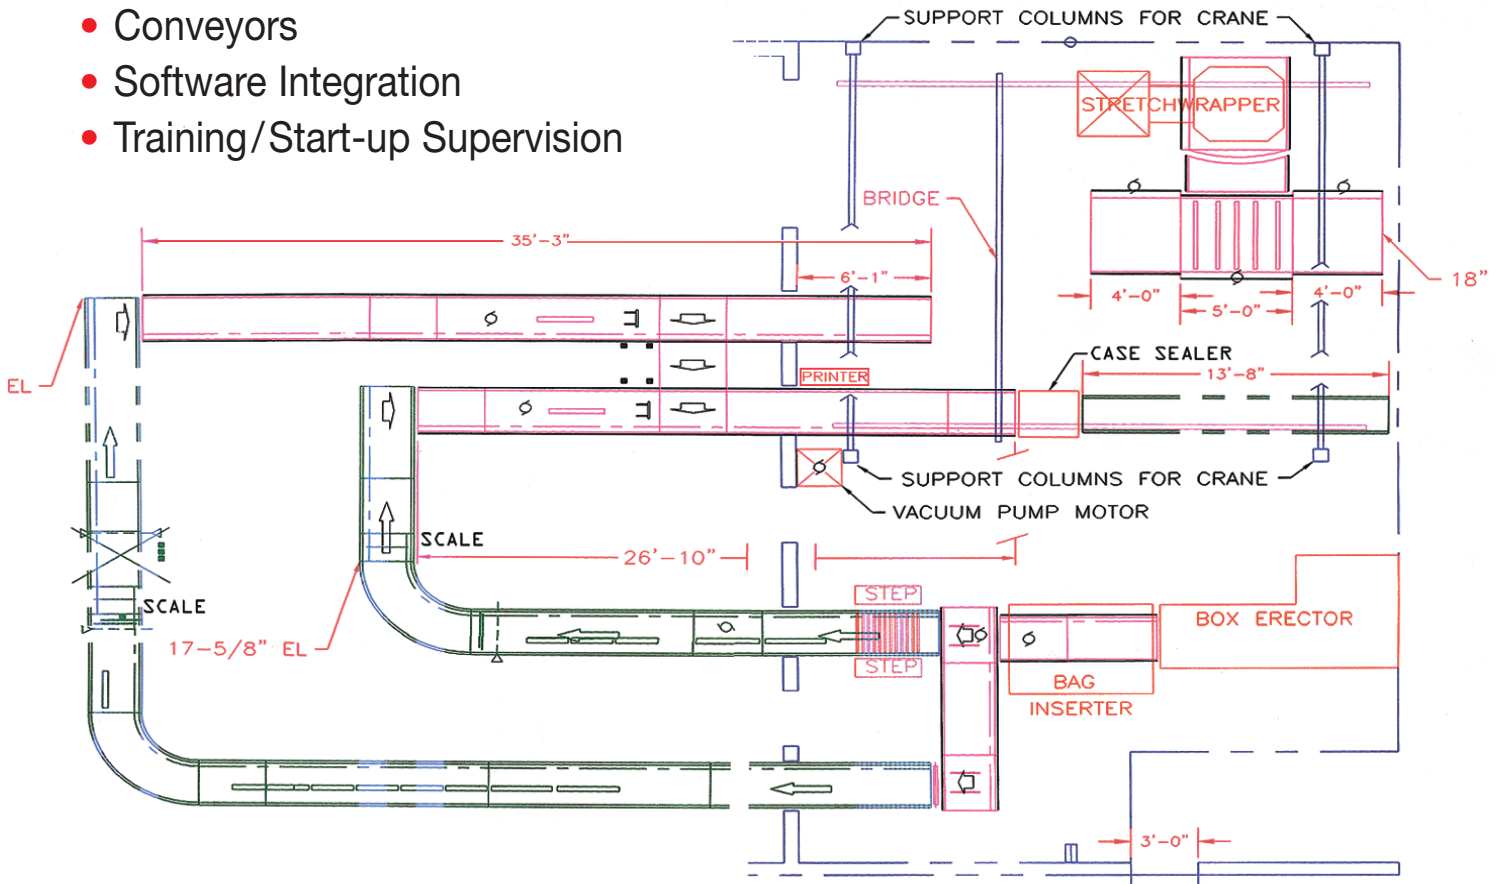 • Conveyors
• Software Integration
• Training/Start-up Supervision
SUPPORT COLUMNS FOR CRANE
STRETCHWRAPPER
BRIDGE
35'-3"
6'-1"
18"
4'-0"
5'-0"
4'-0"
EL
PRINTER
CASE SEALER
13'-8"
SUPPORT COLUMNS FOR CRANE
VACUUM PUMP MOTOR
SCALE
26'-10"
SCALE
17-5/8" EL
STEP
STEP
BOX ERECTOR
BAG
INSERTER
3'-0"